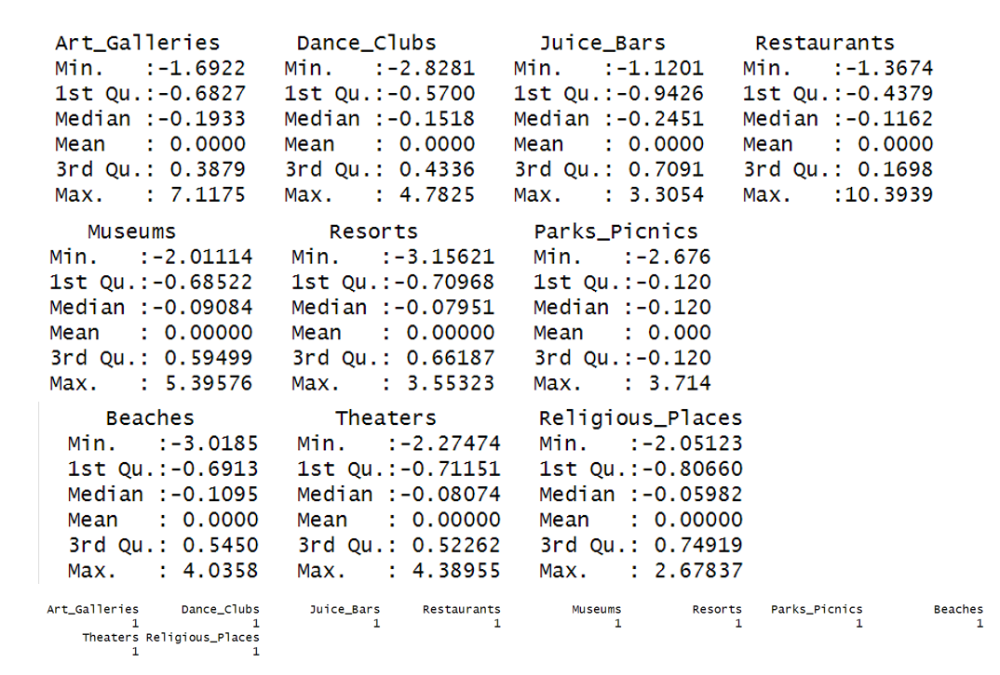 Art_Galleries Dance_Clubs Juice_Bars Restaurants
Min. :-1.6922 Min. :-2.8281 Min. :-1.1201 Min. :-1.3674
1st Qu.:-0.6827 1st Qu.:-0.5700 1st Qu.:-0.9426 1st Qu.:-0.4379
Median :-0.1933 Median :-0.1518 Median :-0.2451 Median :-0.1162
Mean : 0.0000 Mean : 0.0000 Mean : 0.0000 Mean : 0.0000
3rd Qu.: 0.3879 3rd Qu.: 0.4336 3rd Qu.: 0.7091 3rd Qu.: 0.1698
Max. : 7.1175 Max. : 4.7825 Max. : 3.3054 Max. :10.3939
Museums Resorts Parks_Picnics
Min. :-2.01114 Min. :-3.15621 Min. :-2.676
1st Qu.:-0.68522 1st Qu.:-0.70968 1st Qu.:-0.120
Median :-0.09084 Median :-0.07951 Median :-0.120
Mean : 0.00000 Mean : 0.00000 Mean : 0.000
3rd Qu.: 0.59499 3rd Qu.: 0.66187 3rd Qu.:-0.120
Max. : 5.39576 Max. : 3.55323 Max. : 3.714
Beaches Theaters Religious_Places
Min. :-3.0185 Min. :-2.27474 Min. :-2.05123
1st Qu.:-0.6913 1st Qu.:-0.71151 1st Qu.:-0.80660
Median :-0.1095 Median :-0.08074 Median :-0.05982
Mean : 0.0000 Mean : 0.00000 Mean : 0.00000
3rd Qu.: 0.5450 3rd Qu.: 0.52262 3rd Qu.: 0.74919
Max. : 4.0358 Max. : 4.38955 Max. : 2.67837
Art_Galleries Dance_Clubs Juice_Bars Restaurants Museums Resorts Parks_Picnics Beaches
1 1 1 1 1 1 1 1
Theaters Religious_Places
1 1